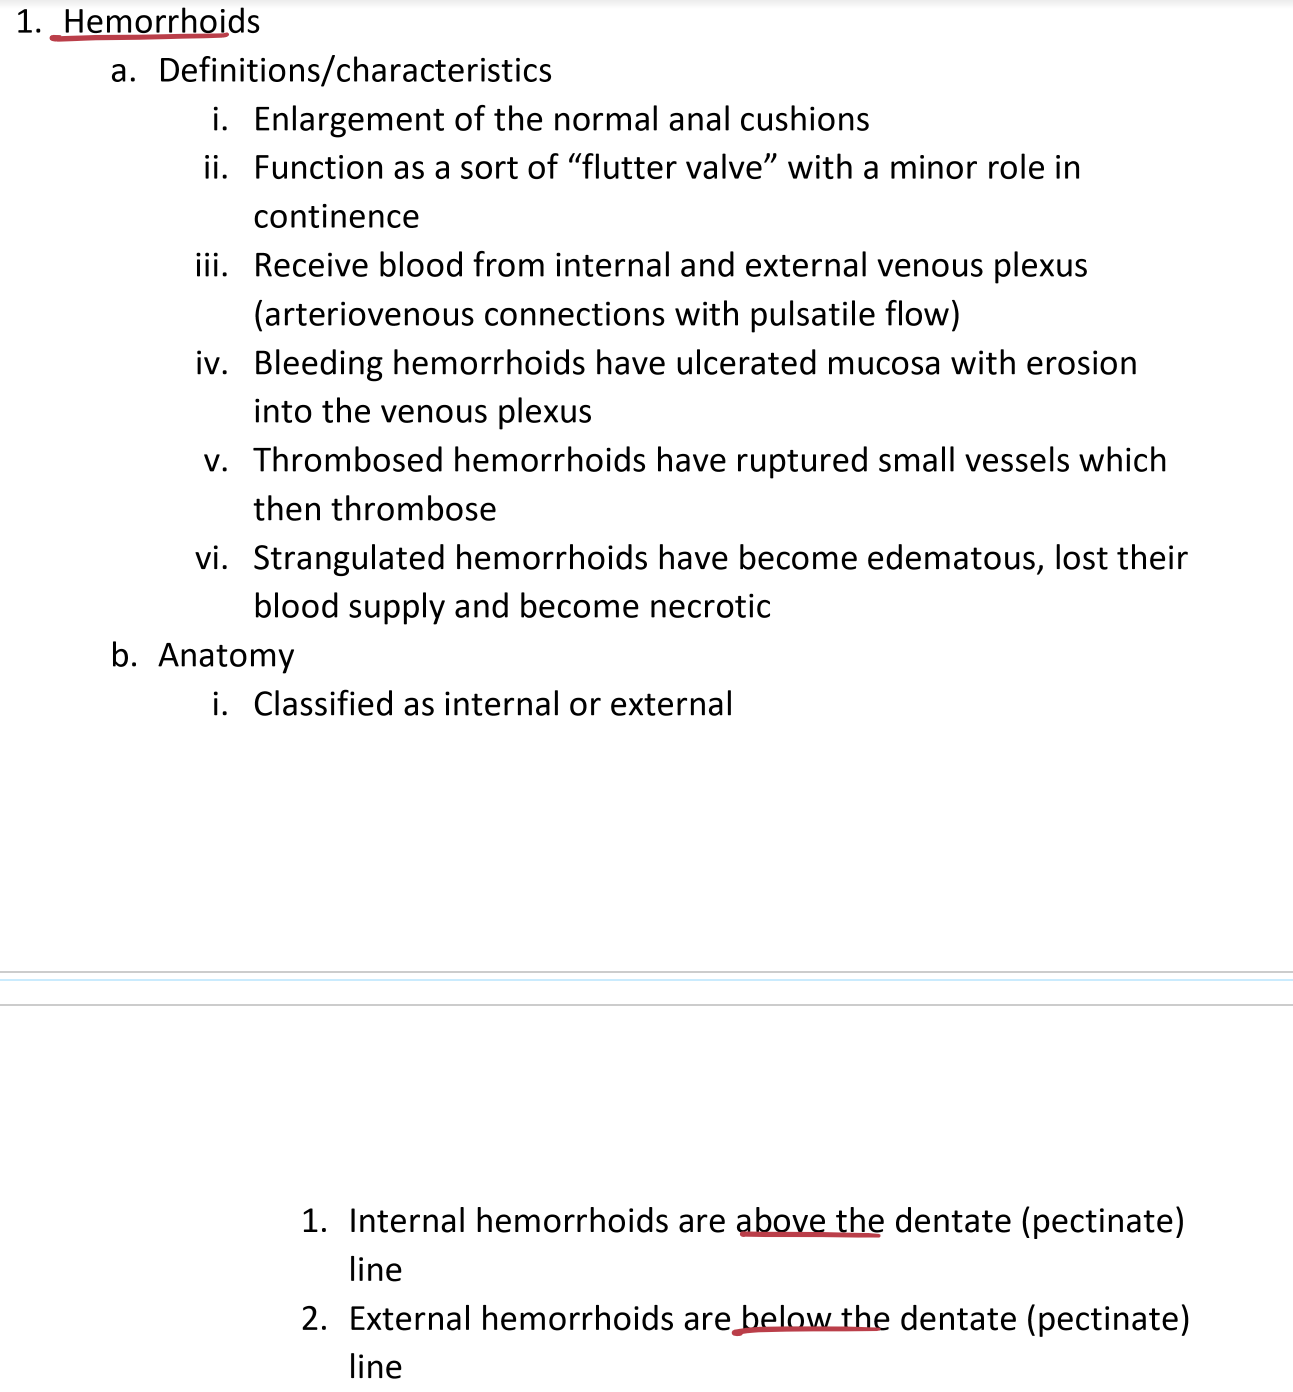 1. Hemorrhoids
a. Definitions/characteristics
i. Enlargement of the normal anal cushions
ii. Function as a sort of “flutter valve” with a minor role in
continence
iii. Receive blood from internal and external venous plexus
(arteriovenous connections with pulsatile flow)
iv. Bleeding hemorrhoids have ulcerated mucosa with erosion
into the venous plexus
v. Thrombosed hemorrhoids have ruptured small vessels which
then thrombose
vi. Strangulated hemorrhoids have become edematous, lost their
blood supply and become necrotic
b. Anatomy
i. Classified as internal or external
1. Internal hemorrhoids are above the dentate (pectinate)
line
2. External hemorrhoids are below the dentate (pectinate)
line